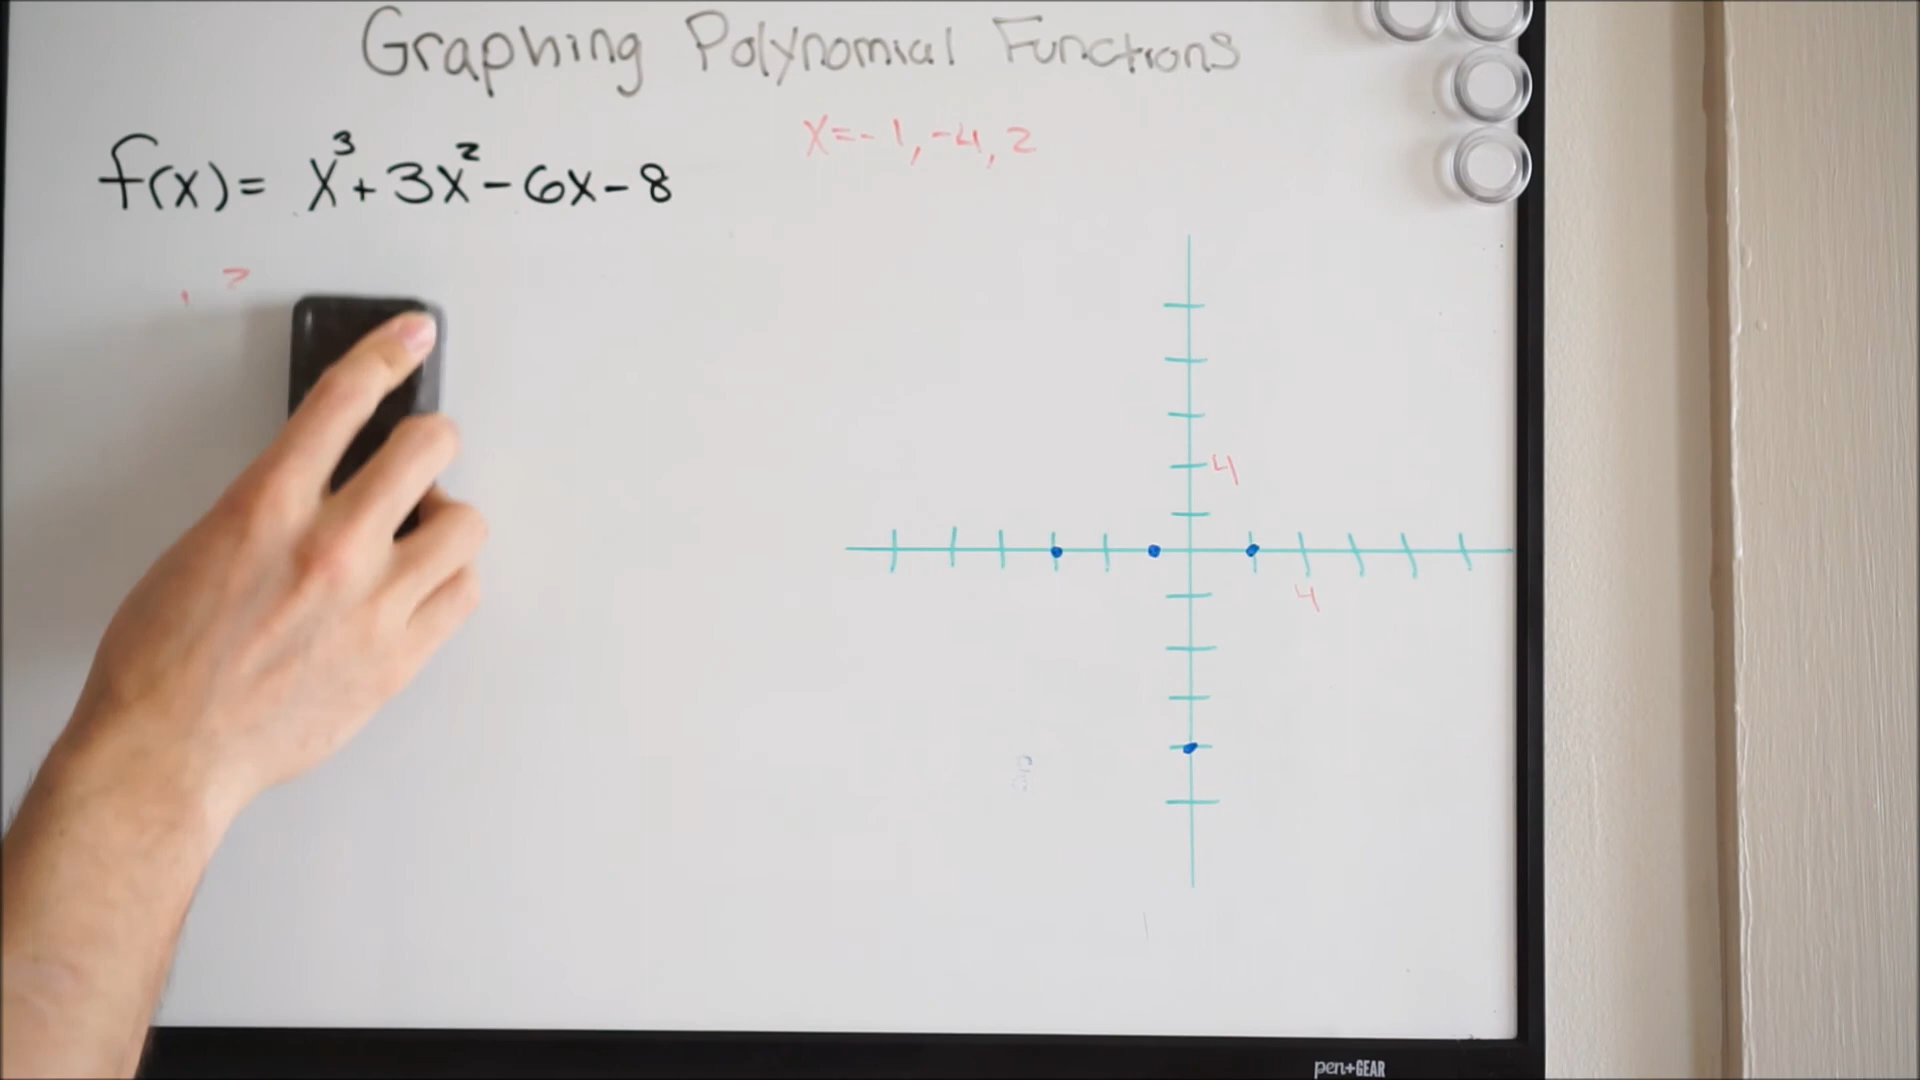 Graphing Polynomial Functions
x=-1,-4,2
f(x)= x³+3x²-6x-8
4
4
pen+GEAR